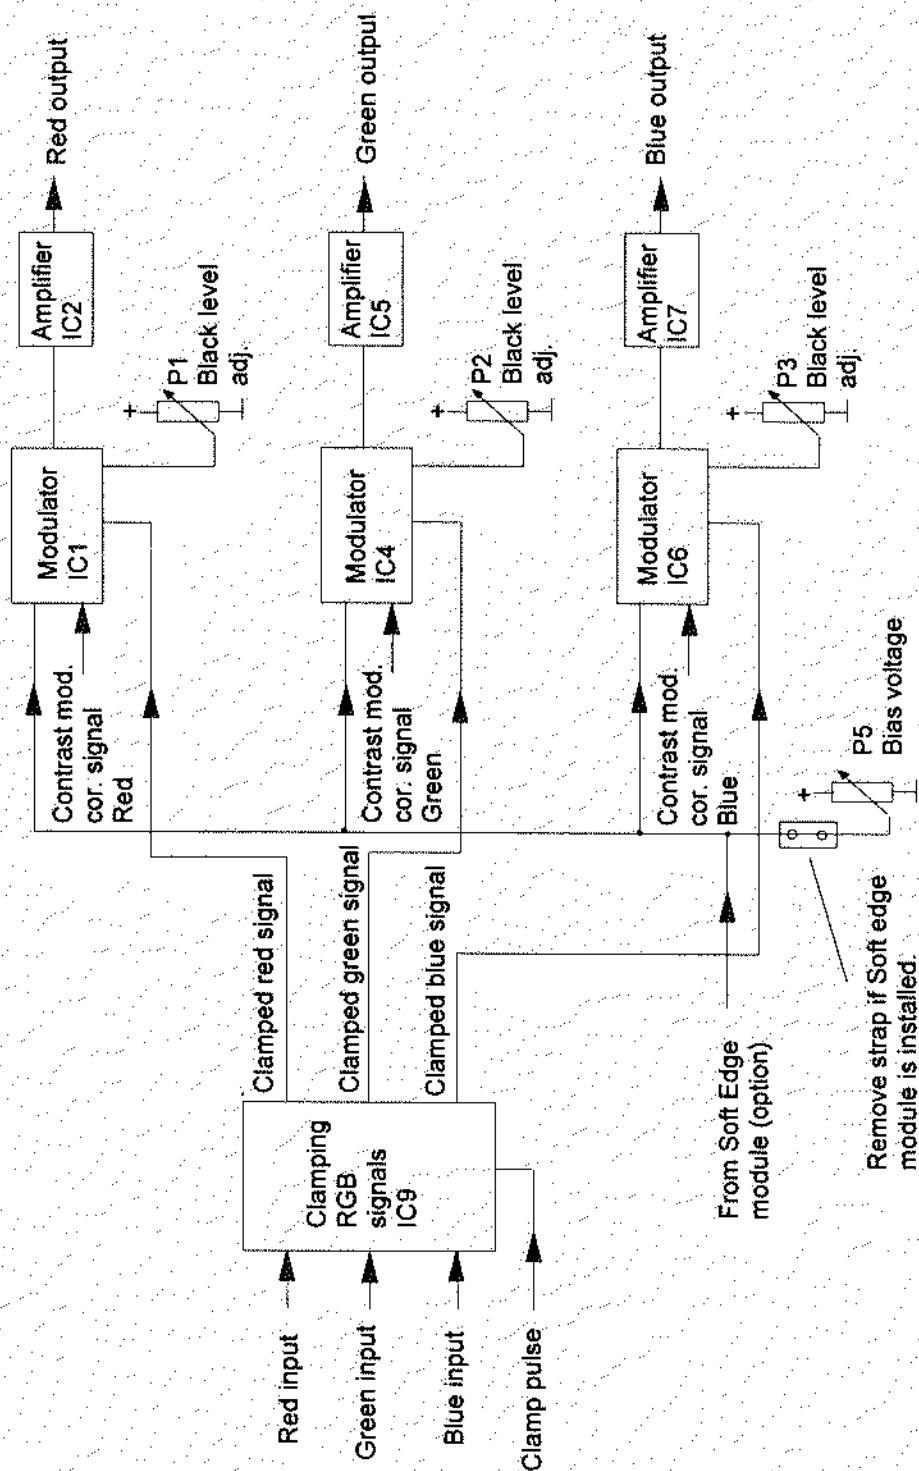 Red input
Green input
Blue input
Clamp pulse
Clamping
RGB
signals
IC9
Clamped red signal
Clamped green signal
Clamped blue signal
Contrast mod.
cor. signal
Red
Modulator
IC1
P1
Black level
adj.
+
Amplifier
IC2
Red output
Contrast mod.
cor. signal
Green
Modulator
IC4
P2
Black level
adj.
+
Amplifier
IC5
Green output
Contrast mod.
cor. signal
Blue
Modulator
IC6
P3
Black level
adj.
+
Amplifier
IC7
Blue output
From Soft Edge
module (option)
Remove strap if Soft edge
module is installed.
+
P5
Bias voltage